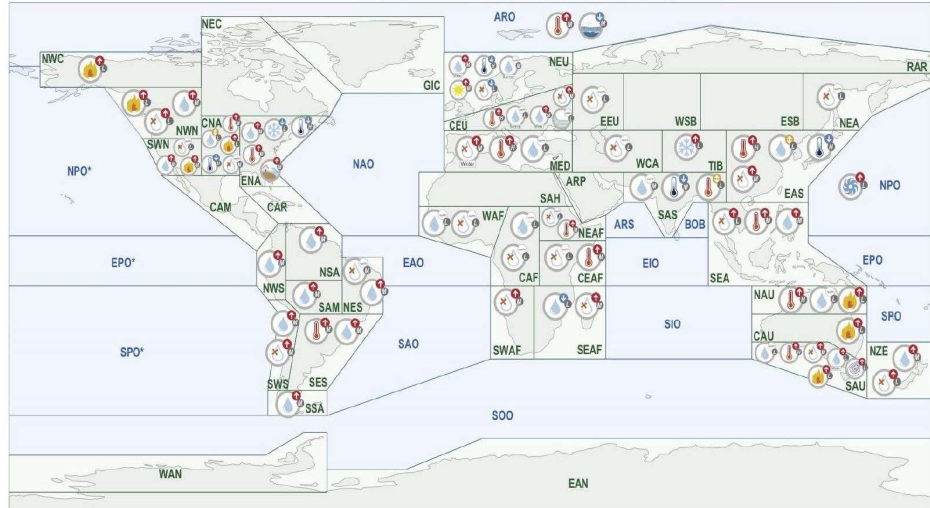 ARO
NEC
NWC
NEU
GIC
RAR
NWN
CNA
CEU
EEU
WSB
ESB
NEA
SWN
NPO*
NAO
MED
WCA
TIB
EAS
NPO
ENA
CAM
CAR
SAH
ARP
SAS
WAF
NEAF
ARS
BOB
EPO*
NWS
NSA
EAO
CAF
CEAF
EIO
SEA
EPO
SAM
NES
NAU
SPO*
SAO
SWAF
SEAF
SIO
CAU
SPO
NZE
SWS
SES
SAU
SSA
SOO
WAN
EAN